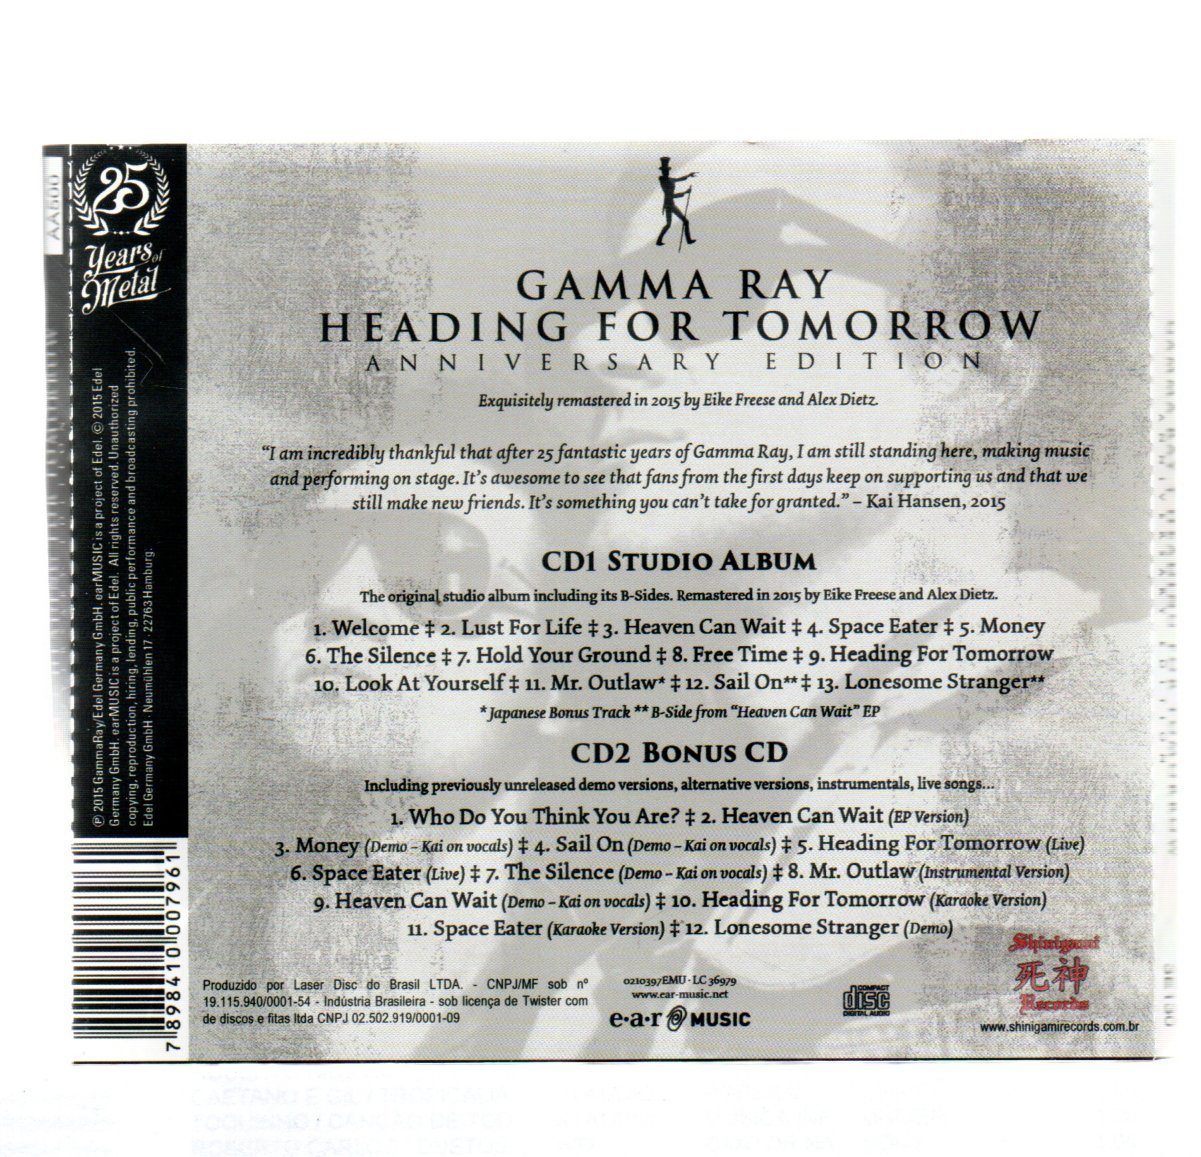 25
Years of
Metal
AA500
℗ 2015 GammaRay/Edel Germany GmbH. earMUSIC is a project of Edel. © 2015 Edel
Germany GmbH. earMUSIC is a project of Edel. All rights reserved. Unauthorized
copying, reproduction, hiring, lending, public performance and broadcasting prohibited.
Edel Germany GmbH · Neumühlen 17 22763 Hamburg.
7 898410 007961
GAMMA RAY
HEADING FOR TOMORROW
ANNIVERSARY EDITION
Exquisitely remastered in 2015 by Eike Freese and Alex Dietz.
“I am incredibly thankful that after 25 fantastic years of Gamma Ray, I am still standing here, making music
and performing on stage. It’s awesome to see that fans from the first days keep on supporting us and that we
still make new friends. It’s something you can’t take for granted.” – Kai Hansen, 2015
CD1 STUDIO ALBUM
The original studio album including its B-Sides. Remastered in 2015 by Eike Freese and Alex Dietz.
1. Welcome ‡ 2. Lust For Life ‡ 3. Heaven Can Wait ‡ 4. Space Eater ‡ 5. Money
6. The Silence ‡ 7. Hold Your Ground ‡ 8. Free Time ‡ 9. Heading For Tomorrow
10. Look At Yourself ‡ 11. Mr. Outlaw* ‡ 12. Sail On** ‡ 13. Lonesome Stranger**
* Japanese Bonus Track ** B-Side from “Heaven Can Wait” EP
CD2 BONUS CD
Including previously unreleased demo versions, alternative versions, instrumentals, live songs...
1. Who Do You Think You Are? ‡ 2. Heaven Can Wait (EP Version)
3. Money (Demo – Kai on vocals) ‡ 4. Sail On (Demo – Kai on vocals) ‡ 5. Heading For Tomorrow (Live)
6. Space Eater (Live) ‡ 7. The Silence (Demo – Kai on vocals) ‡ 8. Mr. Outlaw (Instrumental Version)
9. Heaven Can Wait (Demo – Kai on vocals) ‡ 10. Heading For Tomorrow (Karaoke Version)
11. Space Eater (Karaoke Version) ‡ 12. Lonesome Stranger (Demo)
Produzido por Laser Disc do Brasil LTDA. - CNPJ/MF sob nº
19.115.940/0001-54 - Indústria Brasileira - sob licença de Twister com
de discos e fitas ltda CNPJ 02.502.919/0001-09
0210397EMU · LC 36979
www.ear-music.net
e·a·r MUSIC
COMPACT
disc
DIGITAL AUDIO
Shinigami
死神
Records
www.shinigamirecords.com.br